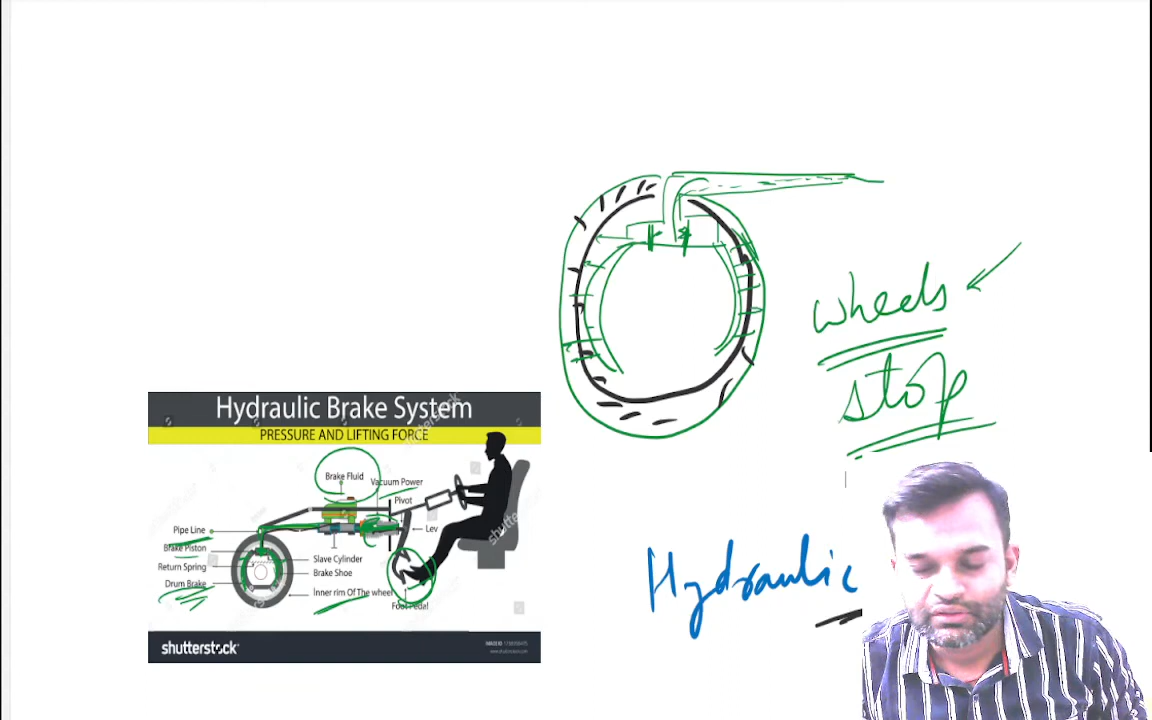 wheels
stop
Hydraulic Brake System
PRESSURE AND LIFTING FORCE
Brake Fluid
Vacuum Power
Pivot
Pipe Line
Lev
Brake Piston
Slave Cylinder
Return Spring
Brake Shoe
Drum Brake
Inner rim Of The wheel
Foot Pedal
Hydraulic
shutterstock